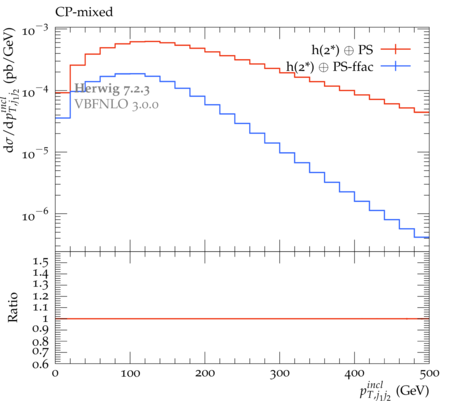 CP-mixed
dσ/dp_{T,j₁j₂}^{incl} (pb/GeV)
10⁻³
10⁻⁴
10⁻⁵
10⁻⁶
h(2*) ⊕ PS
h(2*) ⊕ PS-ffac
Herwig 7.2.3
VBFNLO 3.0.0
Ratio
1.5
1.4
1.3
1.2
1.1
1
0.9
0.8
0.7
0.6
0 100 200 300 400 500
p_{T,j₁j₂}^{incl} (GeV)